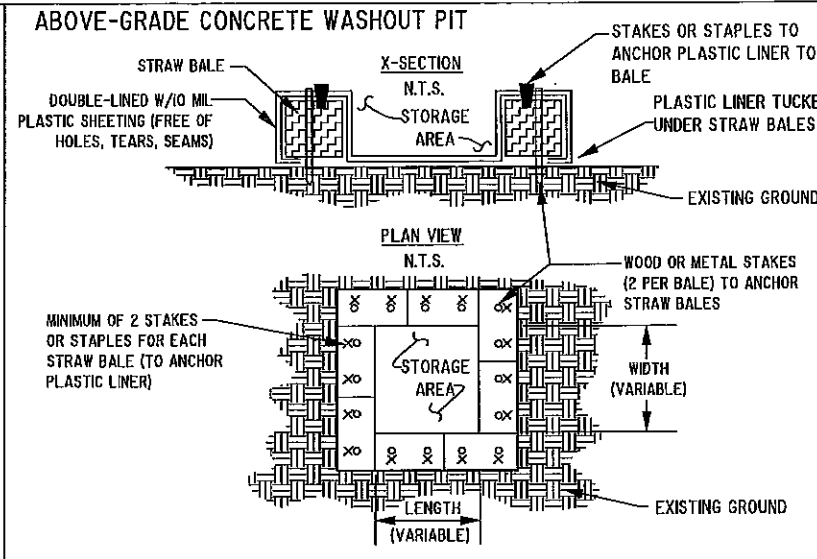 ABOVE-GRADE CONCRETE WASHOUT PIT
STRAW BALE
DOUBLE-LINED W/10 MIL
PLASTIC SHEETING (FREE OF
HOLES, TEARS, SEAMS)
X-SECTION
N.T.S.
STORAGE
AREA
STAKES OR STAPLES TO
ANCHOR PLASTIC LINER TO
BALE
PLASTIC LINER TUCKE
UNDER STRAW BALES
EXISTING GROUND
PLAN VIEW
N.T.S.
WOOD OR METAL STAKES
(2 PER BALE) TO ANCHOR
STRAW BALES
MINIMUM OF 2 STAKES
OR STAPLES FOR EACH
STRAW BALE (TO ANCHOR
PLASTIC LINER)
STORAGE
AREA
WIDTH
(VARIABLE)
LENGTH
(VARIABLE)
EXISTING GROUND